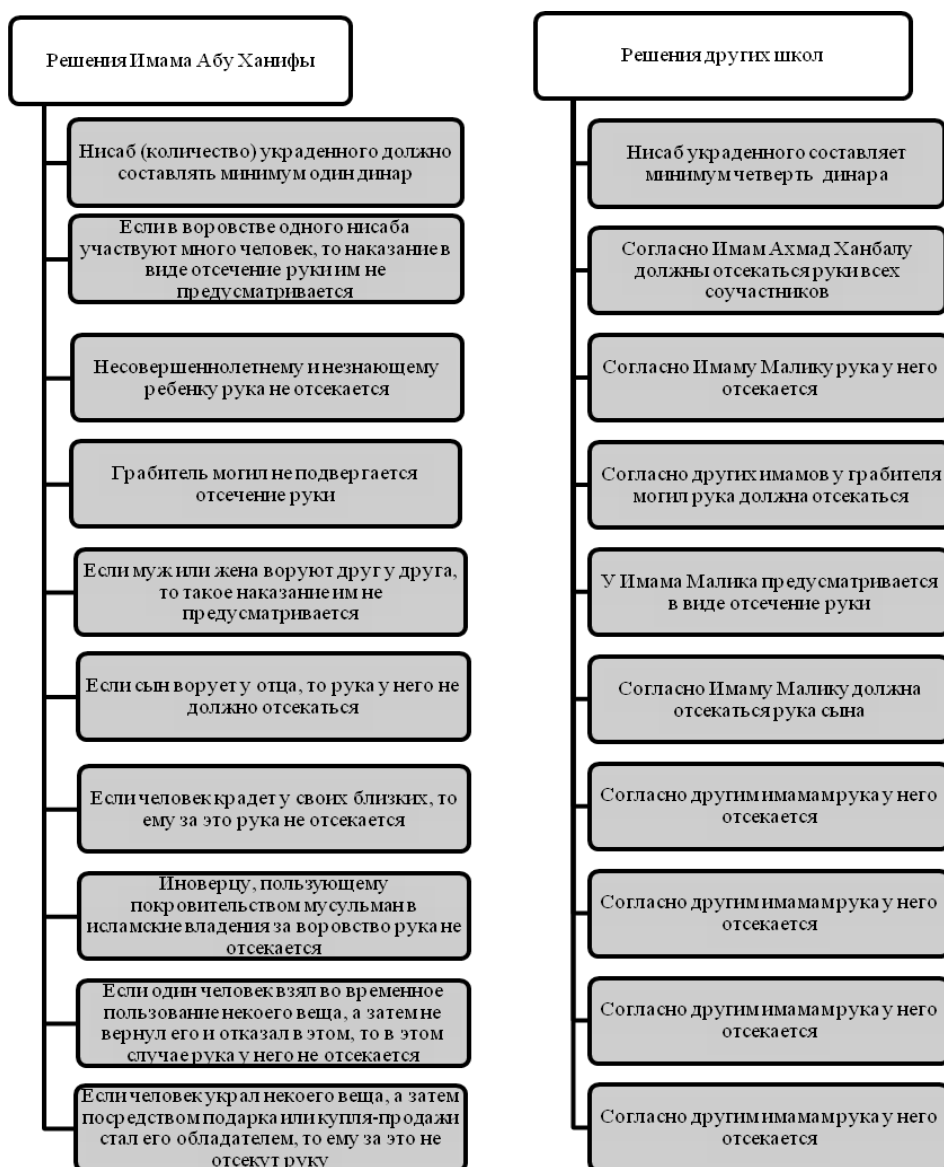 Решения Имама Абу Ханифы
Нисаб (количество) украденного должно
составлять минимум один динар
Если в воровстве одного нисаба
участвуют много человек, то наказание в
виде отсечение руки им не
предусматривается
Несовершеннолетнему и незнающему
ребенку рука не отсекается
Грабитель могил не подвергается
отсечение руки
Если муж или жена воруют друг у друга,
то такое наказание им не
предусматривается
Если сын ворует у отца, то рука у него не
должно отсекаться
Если человек крадет у своих близких, то
ему за это рука не отсекается
Иноверцу, пользующему
покровительством мусульман в
исламские владения за воровство рука не
отсекается
Если один человек взял во временное
пользование некоего веща, а затем не
вернул его и отказал в этом, то в этом
случае рука у него не отсекается
Если человек украл некоего веща, а затем
посредством подарка или купля-продажи
стал его обладателем, то ему за это не
отсекут руку
Решения других школ
Нисаб украденного составляет
минимум четверть динара
Согласно Имам Ахмад Ханбалу
должны отсекаться руки всех
соучастников
Согласно Имаму Малику рука у него
отсекается
Согласно других имамов у грабителя
могил рука должна отсекаться
У Имама Малика предусматривается
в виде отсечение руки
Согласно Имаму Малику должна
отсекаться рука сына
Согласно другим имамам рука у него
отсекается
Согласно другим имамам рука у него
отсекается
Согласно другим имамам рука у него
отсекается
Согласно другим имамам рука у него
отсекается